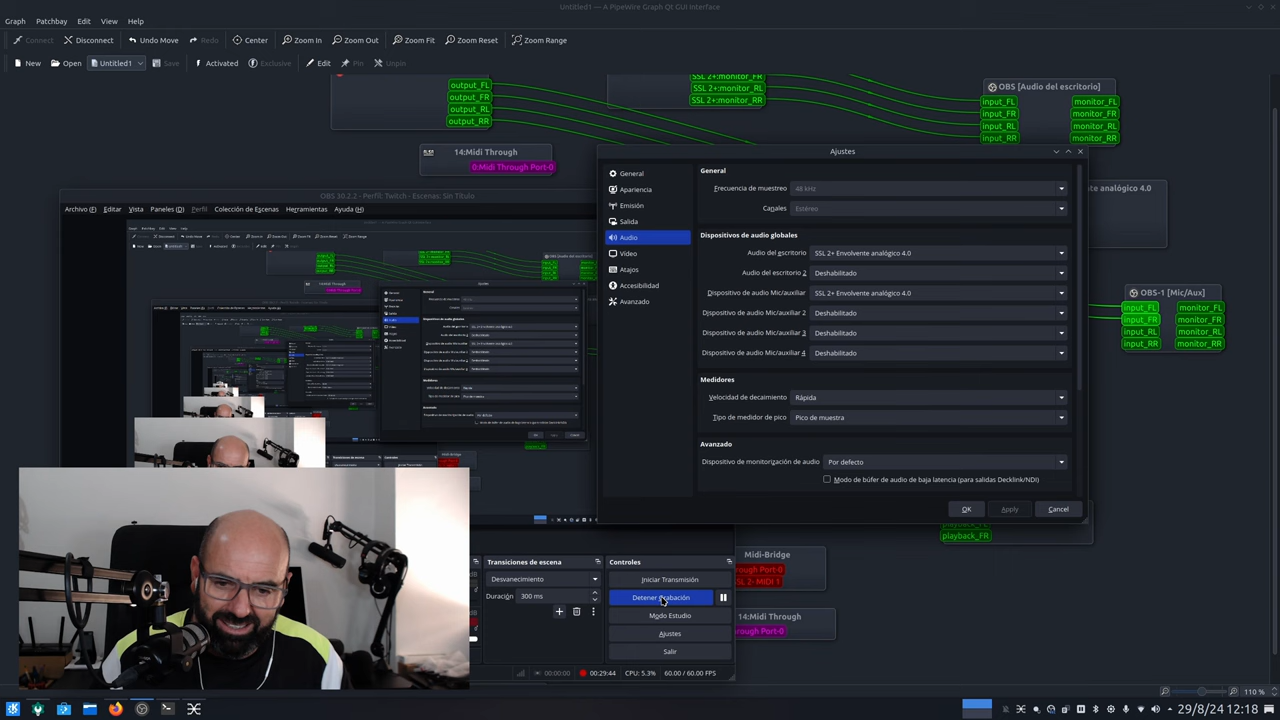 Untitled1 — A PipeWire Graph Qt GUI Interface
Graph Patchbay Edit View Help
Connect Disconnect Undo Move Redo Center Zoom In Zoom Out Zoom Fit Zoom Reset Zoom Range
New Open Untitled1 Save Activated Exclusive Edit Pin Unpin
output_FL
output_FR
output_RL
output_RR
SSL 2+:monitor_FR
SSL 2+:monitor_RL
SSL 2+:monitor_RR
OBS [Audio del escritorio]
input_FL monitor_FL
input_FR monitor_FR
input_RL monitor_RL
input_RR monitor_RR
14:Midi Through
0:Midi Through Port-0
nte analógico 4.0
OBS-1 [Mic/Aux]
input_FL monitor_FL
input_FR monitor_FR
input_RL monitor_RL
input_RR monitor_RR
playback_FR
Midi-Bridge
rough Port-0
SSL 2- MIDI 1
14:Midi Through
rough Port-0
OBS 30.2.2 - Perfil: Twitch - Escenas: Sin Título
Archivo (F) Editar Vista Paneles (D) Perfil Colección de Escenas Herramientas Ayuda (H)
Transiciones de escena
Desvanecimiento
Duración 300 ms
Controles
Iniciar Transmisión
Detener Grabación
Modo Estudio
Ajustes
Salir
00:00:00 00:29:44 CPU: 5.3% 60.00 / 60.00 FPS
Ajustes
General
Apariencia
Emisión
Salida
Audio
Vídeo
Atajos
Accesibilidad
Avanzado
General
Frecuencia de muestreo 48 kHz
Canales Estéreo
Dispositivos de audio globales
Audio del escritorio SSL 2+ Envolvente analógico 4.0
Audio del escritorio 2 Deshabilitado
Dispositivo de audio Mic/auxiliar SSL 2+ Envolvente analógico 4.0
Dispositivo de audio Mic/auxiliar 2 Deshabilitado
Dispositivo de audio Mic/auxiliar 3 Deshabilitado
Dispositivo de audio Mic/auxiliar 4 Deshabilitado
Medidores
Velocidad de decaimiento Rápida
Tipo de medidor de pico Pico de muestra
Avanzado
Dispositivo de monitorización de audio Por defecto
Modo de búfer de audio de baja latencia (para salidas Decklink/NDI)
OK Apply Cancel
110 %
29/8/24 12:18